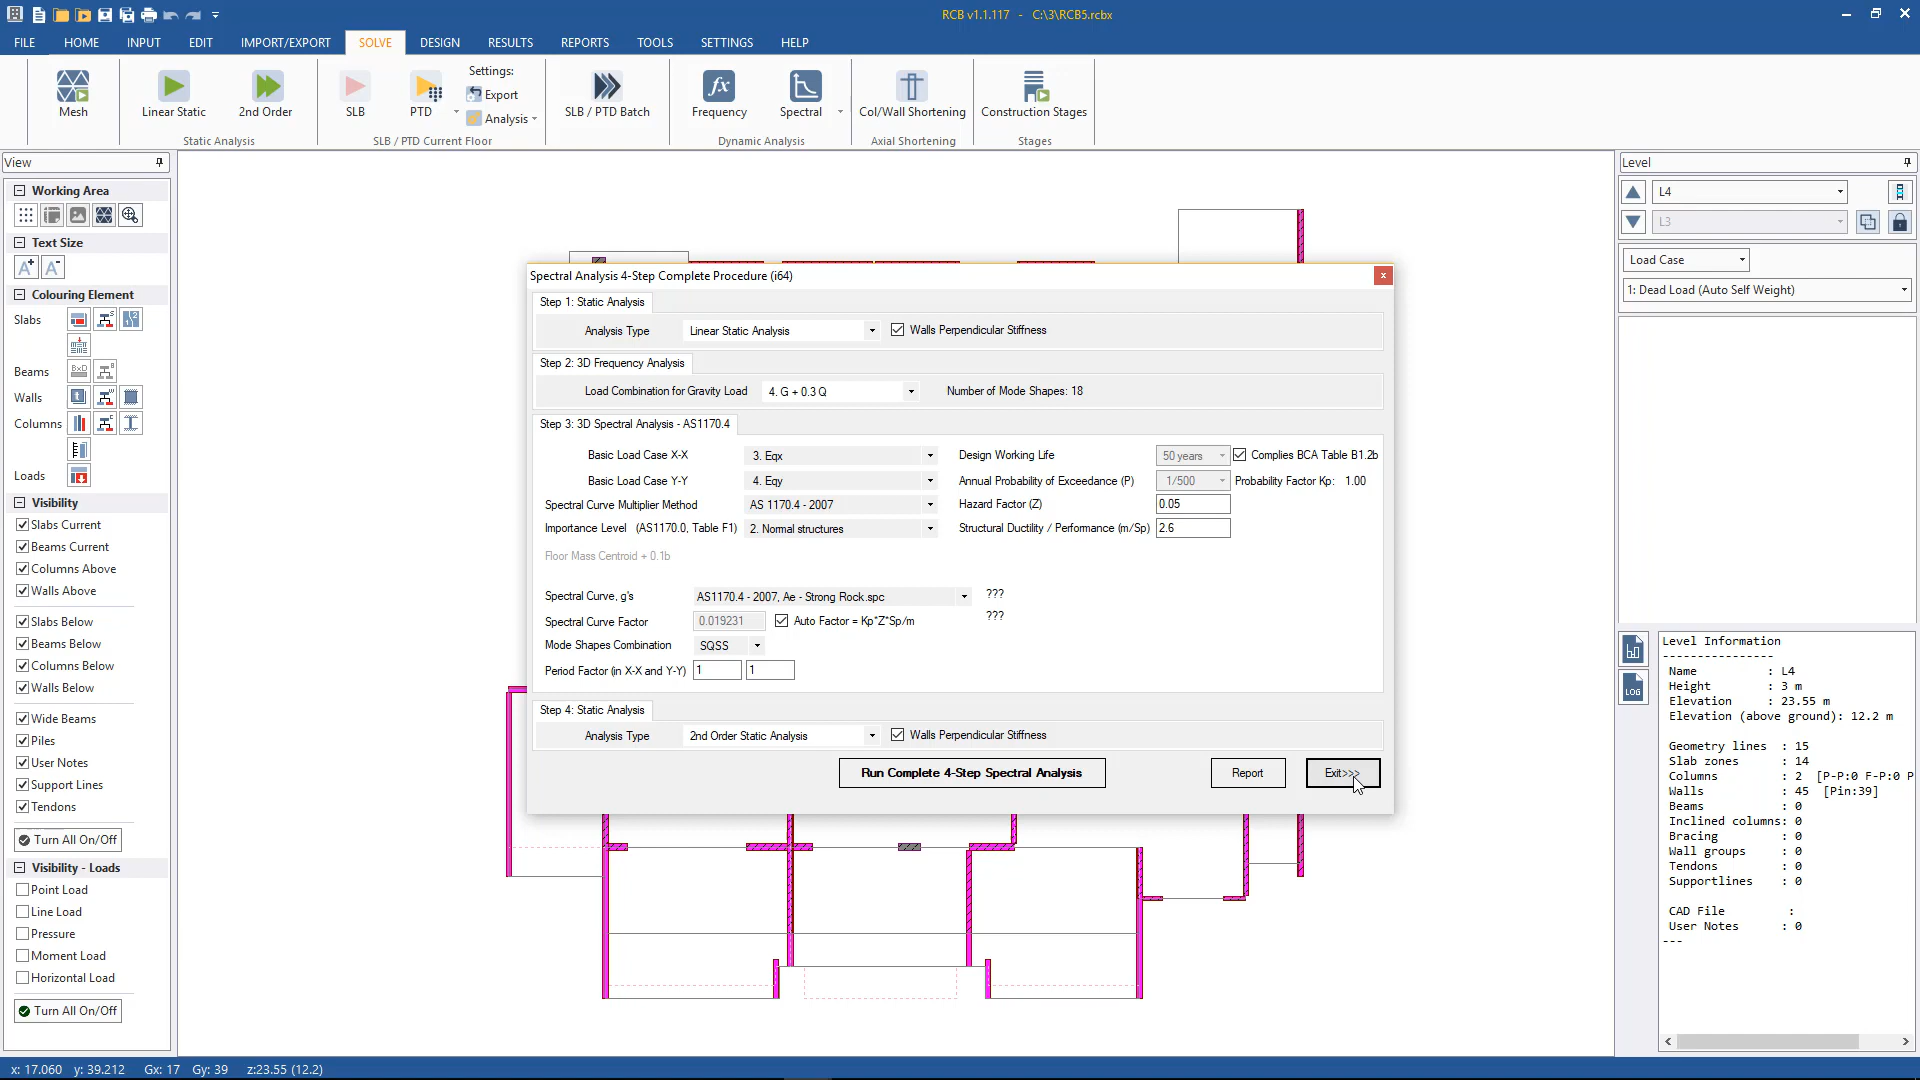 RCB v1.1.117 - C:\3\RCB5.rcbx
FILE HOME INPUT EDIT IMPORT/EXPORT SOLVE DESIGN RESULTS REPORTS TOOLS SETTINGS HELP
Mesh
Linear Static
2nd Order
Static Analysis
SLB
PTD
Settings:
Export
Analysis
SLB / PTD Current Floor
SLB / PTD Batch
Frequency
Spectral
Dynamic Analysis
Col/Wall Shortening
Axial Shortening
Construction Stages
Stages
View
Working Area
Text Size
A+ A-
Colouring Element
Slabs
Beams
BxD
Walls
Columns
Loads
Visibility
Slabs Current
Beams Current
Columns Above
Walls Above
Slabs Below
Beams Below
Columns Below
Walls Below
Wide Beams
Piles
User Notes
Support Lines
Tendons
Turn All On/Off
Visibility - Loads
Point Load
Line Load
Pressure
Moment Load
Horizontal Load
Turn All On/Off
Spectral Analysis 4-Step Complete Procedure (i64)
Step 1: Static Analysis
Analysis Type Linear Static Analysis Walls Perpendicular Stiffness
Step 2: 3D Frequency Analysis
Load Combination for Gravity Load 4. G + 0.3 Q Number of Mode Shapes: 18
Step 3: 3D Spectral Analysis - AS1170.4
Basic Load Case X-X 3. Eqx Design Working Life 50 years Complies BCA Table B1.2b
Basic Load Case Y-Y 4. Eqy Annual Probability of Exceedance (P) 1/500 Probability Factor Kp: 1.00
Spectral Curve Multiplier Method AS 1170.4 - 2007 Hazard Factor (Z) 0.05
Importance Level (AS1170.0, Table F1) 2. Normal structures Structural Ductility / Performance (m/Sp) 2.6
Floor Mass Centroid + 0.1b
Spectral Curve, g's AS1170.4 - 2007, Ae - Strong Rock.spc ???
Spectral Curve Factor 0.019231 Auto Factor = Kp*Z*Sp/m ???
Mode Shapes Combination SQSS
Period Factor (in X-X and Y-Y) 1 1
Step 4: Static Analysis
Analysis Type 2nd Order Static Analysis Walls Perpendicular Stiffness
Run Complete 4-Step Spectral Analysis Report Exit>>>
Level
L4
L3
Load Case
1: Dead Load (Auto Self Weight)
LOG
Level Information
----------------
Name : L4
Height : 3 m
Elevation : 23.55 m
Elevation (above ground): 12.2 m
Geometry lines : 15
Slab zones : 14
Columns : 2 [P-P:0 F-P:0 P
Walls : 45 [Pin:39]
Beams : 0
Inclined columns: 0
Bracing : 0
Wall groups : 0
Tendons : 0
Supportlines : 0
CAD File :
User Notes : 0
---
x: 17.060 y: 39.212 Gx: 17 Gy: 39 z:23.55 (12.2)